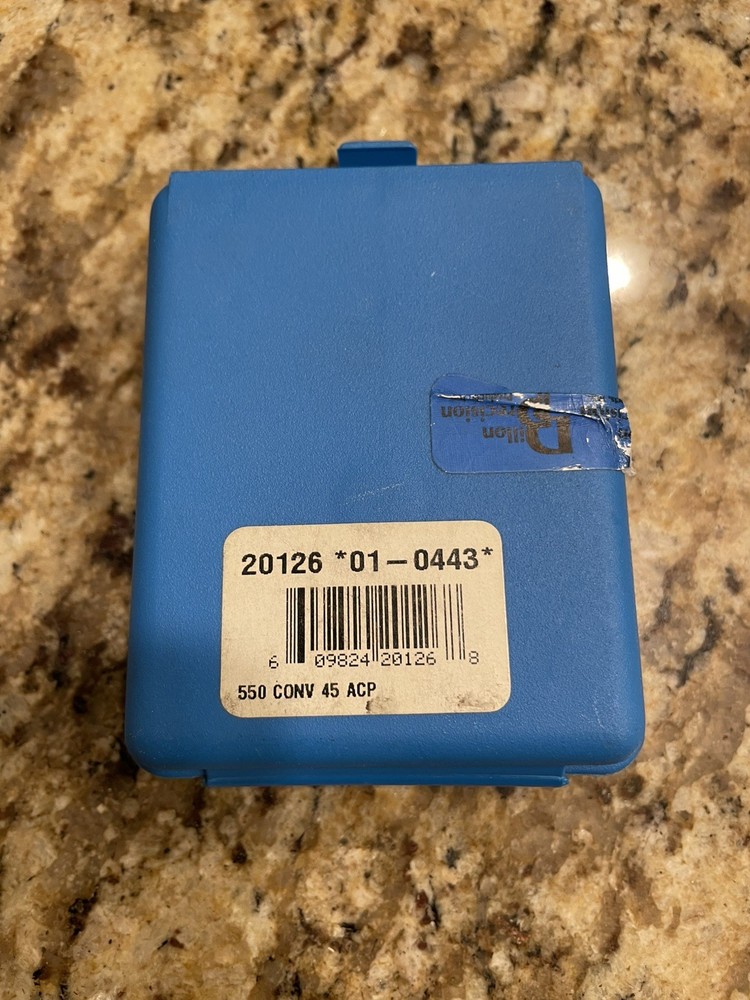 Dillon
Precision
20126 *01-0443*
6 09824 20126 8
550 CONV 45 ACP